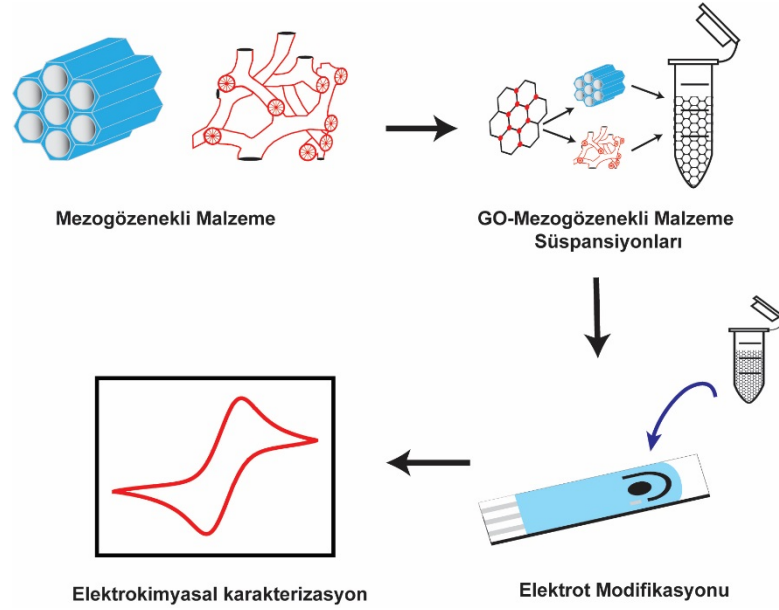 Mezogözenekli Malzeme
GO-Mezogözenekli Malzeme
Süspansiyonları
Elektrokimyasal karakterizasyon
Elektrot Modifikasyonu